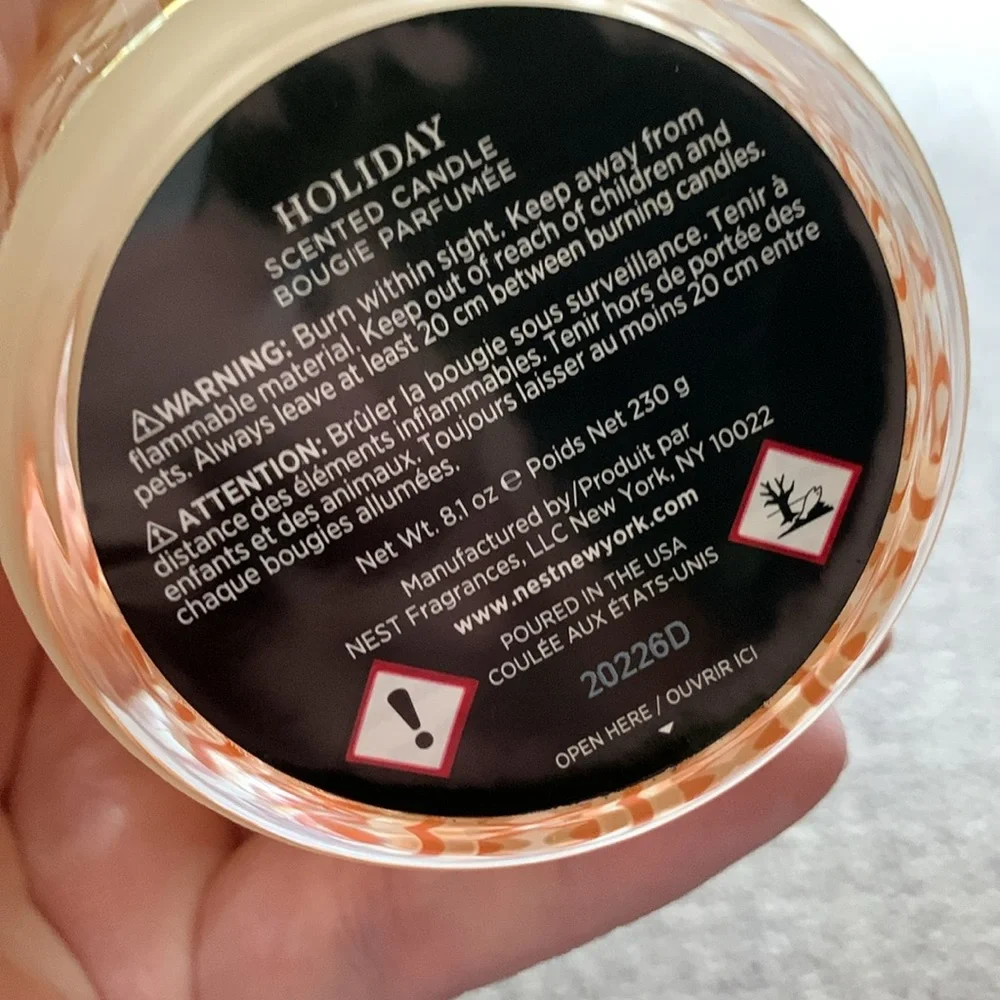 HOLIDAY
SCENTED CANDLE
BOUGIE PARFUMÉE
WARNING: Burn within sight. Keep away from
flammable material. Keep out of reach of children and
pets. Always leave at least 20 cm between burning candles.
ATTENTION: Brûler la bougie sous surveillance. Tenir à
distance des éléments inflammables. Tenir hors de portée des
enfants et des animaux. Toujours laisser au moins 20 cm entre
chaque bougies allumées.
Net Wt. 8.1 oz ℮ Poids Net 230 g
Manufactured by/Produit par
NEST Fragrances, LLC New York, NY 10022
www.nestnewyork.com
POURED IN THE USA
COULÉE AUX ÉTATS-UNIS
20226D
OPEN HERE / OUVRIR ICI